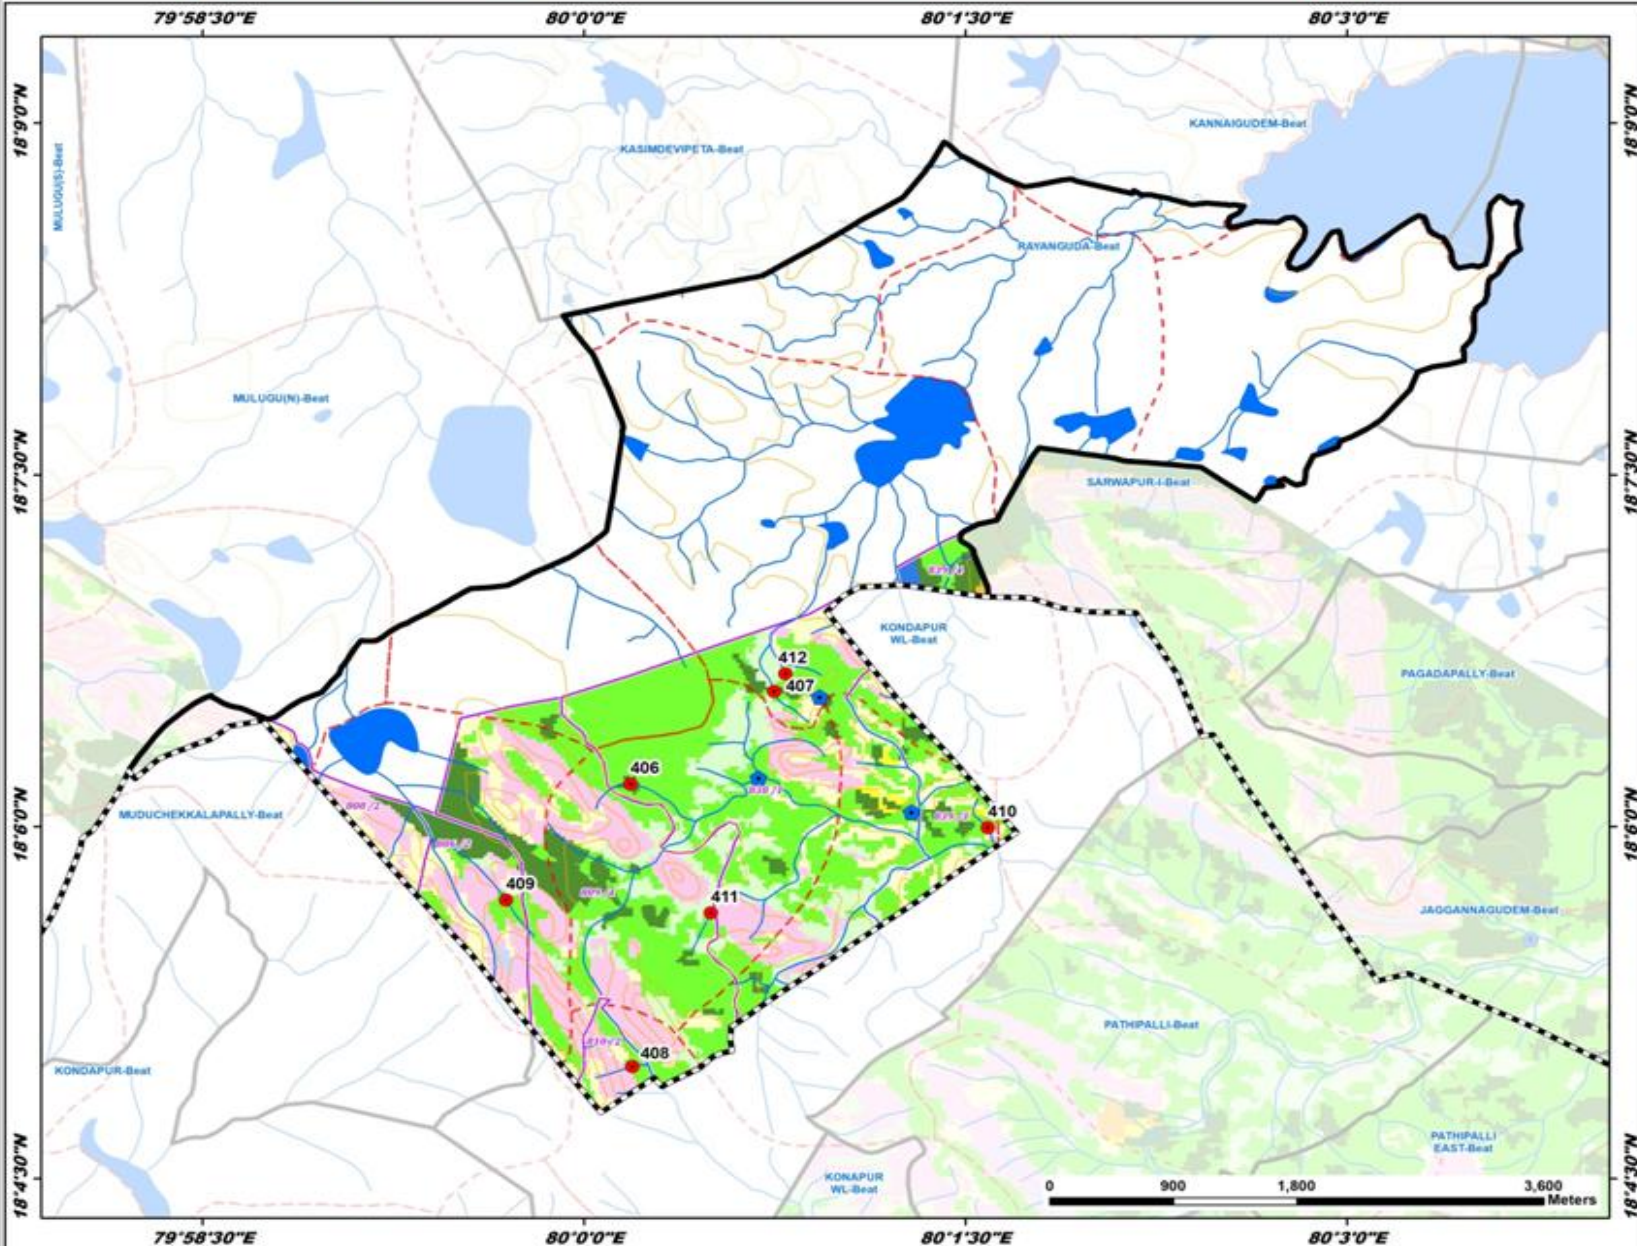 79°58'30"E 80°0'0"E 80°1'30"E 80°3'0"E
18°9'0"N
18°9'0"N
KANNAIGUDEM-Beat
KASIMDEVIPETA-Beat
MULUGU(S)-Beat
RAYANGUDA-Beat
MULUGU(N)-Beat
18°7'30"N
18°7'30"N
SARWAPUR-I-Beat
KONDAPUR
WL-Beat
412
407
PAGADAPALLY-Beat
406
MUDUCHEKKALAPALLY-Beat
410
18°6'0"N
18°6'0"N
409
411
JAGGANNAGUDEM-Beat
PATHIPALLI-Beat
408
KONDAPUR-Beat
PATHIPALLI
EAST-Beat
KONAPUR
WL-Beat
18°4'30"N
18°4'30"N
0 900 1,800 3,600
Meters
79°58'30"E 80°0'0"E 80°1'30"E 80°3'0"E